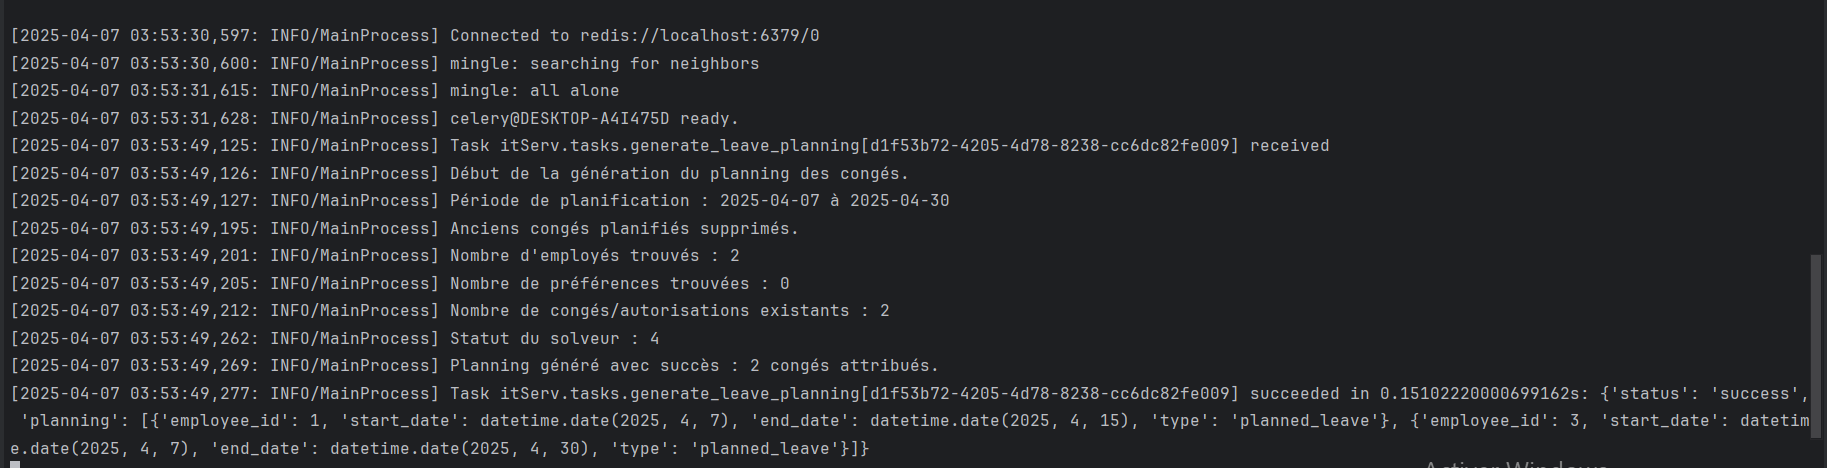 [2025-04-07 03:53:30,597: INFO/MainProcess] Connected to redis://localhost:6379/0
[2025-04-07 03:53:30,600: INFO/MainProcess] mingle: searching for neighbors
[2025-04-07 03:53:31,615: INFO/MainProcess] mingle: all alone
[2025-04-07 03:53:31,628: INFO/MainProcess] celery@DESKTOP-A4I475D ready.
[2025-04-07 03:53:49,125: INFO/MainProcess] Task itServ.tasks.generate_leave_planning[d1f53b72-4205-4d78-8238-cc6dc82fe009] received
[2025-04-07 03:53:49,126: INFO/MainProcess] Début de la génération du planning des congés.
[2025-04-07 03:53:49,127: INFO/MainProcess] Période de planification : 2025-04-07 à 2025-04-30
[2025-04-07 03:53:49,195: INFO/MainProcess] Anciens congés planifiés supprimés.
[2025-04-07 03:53:49,201: INFO/MainProcess] Nombre d'employés trouvés : 2
[2025-04-07 03:53:49,205: INFO/MainProcess] Nombre de préférences trouvées : 0
[2025-04-07 03:53:49,212: INFO/MainProcess] Nombre de congés/autorisations existants : 2
[2025-04-07 03:53:49,262: INFO/MainProcess] Statut du solveur : 4
[2025-04-07 03:53:49,269: INFO/MainProcess] Planning généré avec succès : 2 congés attribués.
[2025-04-07 03:53:49,277: INFO/MainProcess] Task itServ.tasks.generate_leave_planning[d1f53b72-4205-4d78-8238-cc6dc82fe009] succeeded in 0.15102220000699162s: {'status': 'success',
'planning': [{'employee_id': 1, 'start_date': datetime.date(2025, 4, 7), 'end_date': datetime.date(2025, 4, 15), 'type': 'planned_leave'}, {'employee_id': 3, 'start_date': datetim
e.date(2025, 4, 7), 'end_date': datetime.date(2025, 4, 30), 'type': 'planned_leave'}]}
Activer Windows